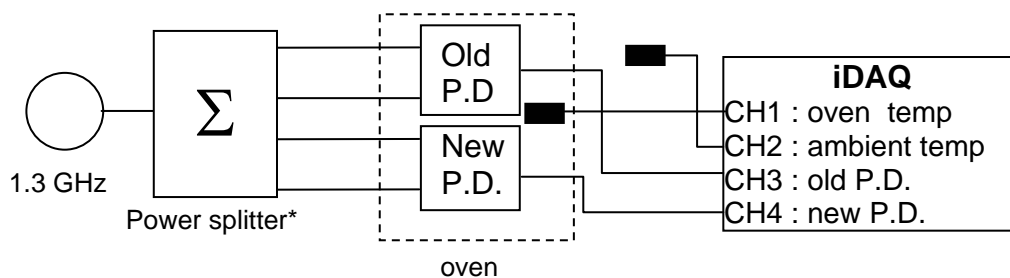 1.3 GHz
Σ
Power splitter*
Old
P.D
New
P.D.
oven
iDAQ
CH1 : oven temp
CH2 : ambient temp
CH3 : old P.D.
CH4 : new P.D.